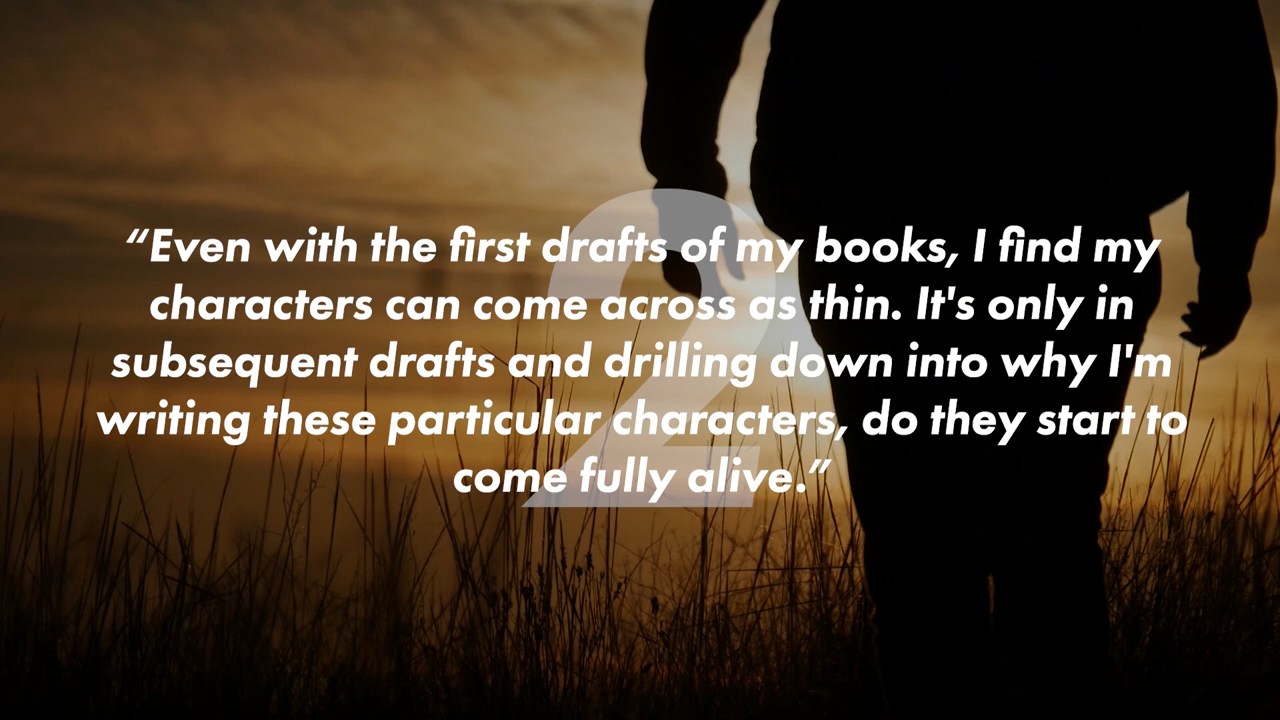 “Even with the first drafts of my books, I find my
characters can come across as thin. It's only in
subsequent drafts and drilling down into why I'm
writing these particular characters, do they start to
come fully alive.”
2